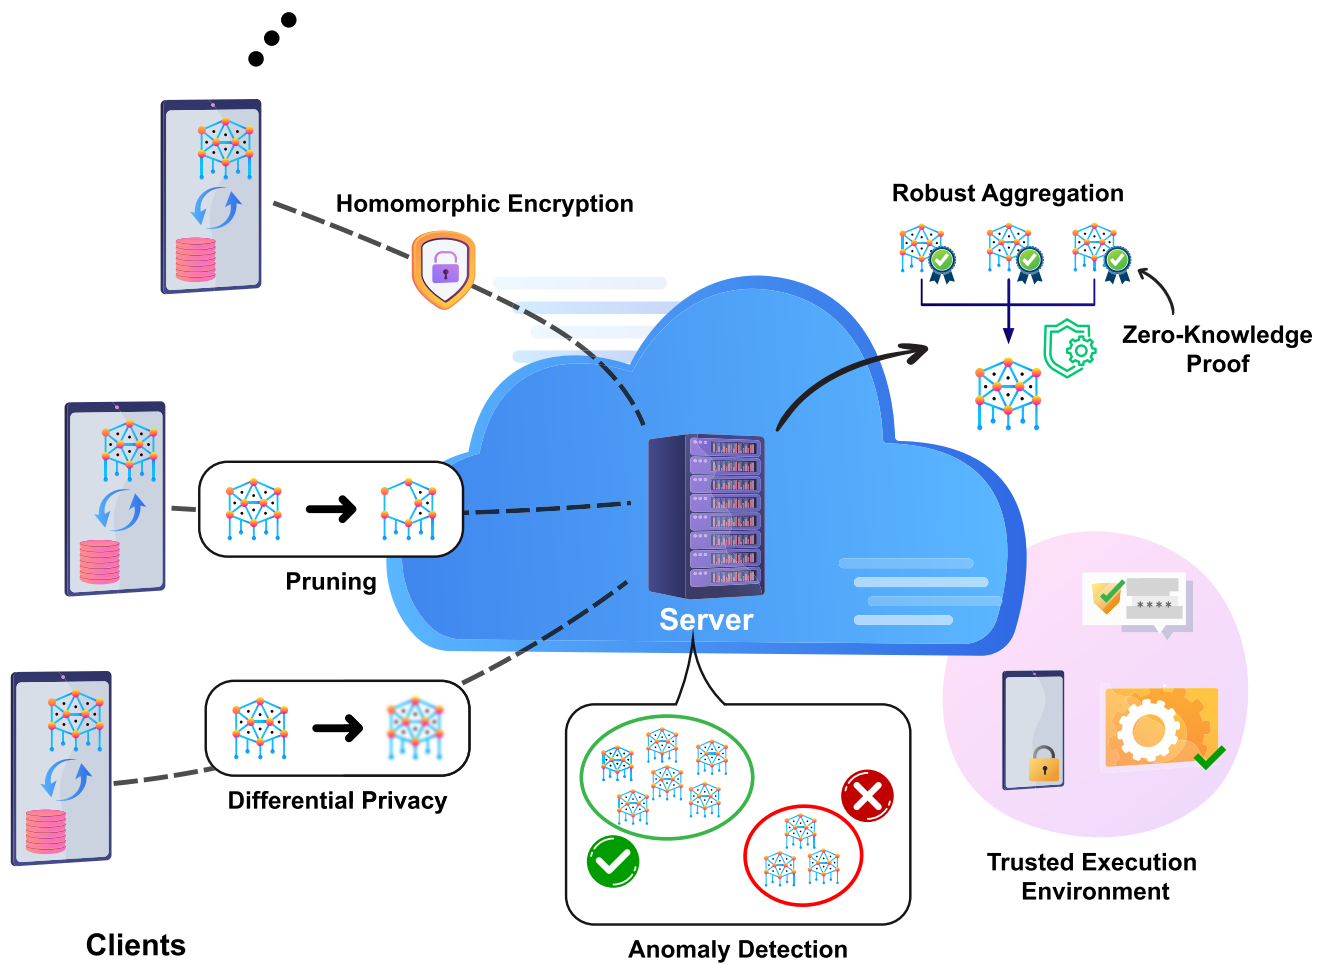 Homomorphic Encryption
Robust Aggregation
Zero-Knowledge
Proof
Pruning
Server
****
Differential Privacy
Trusted Execution
Environment
Clients
Anomaly Detection